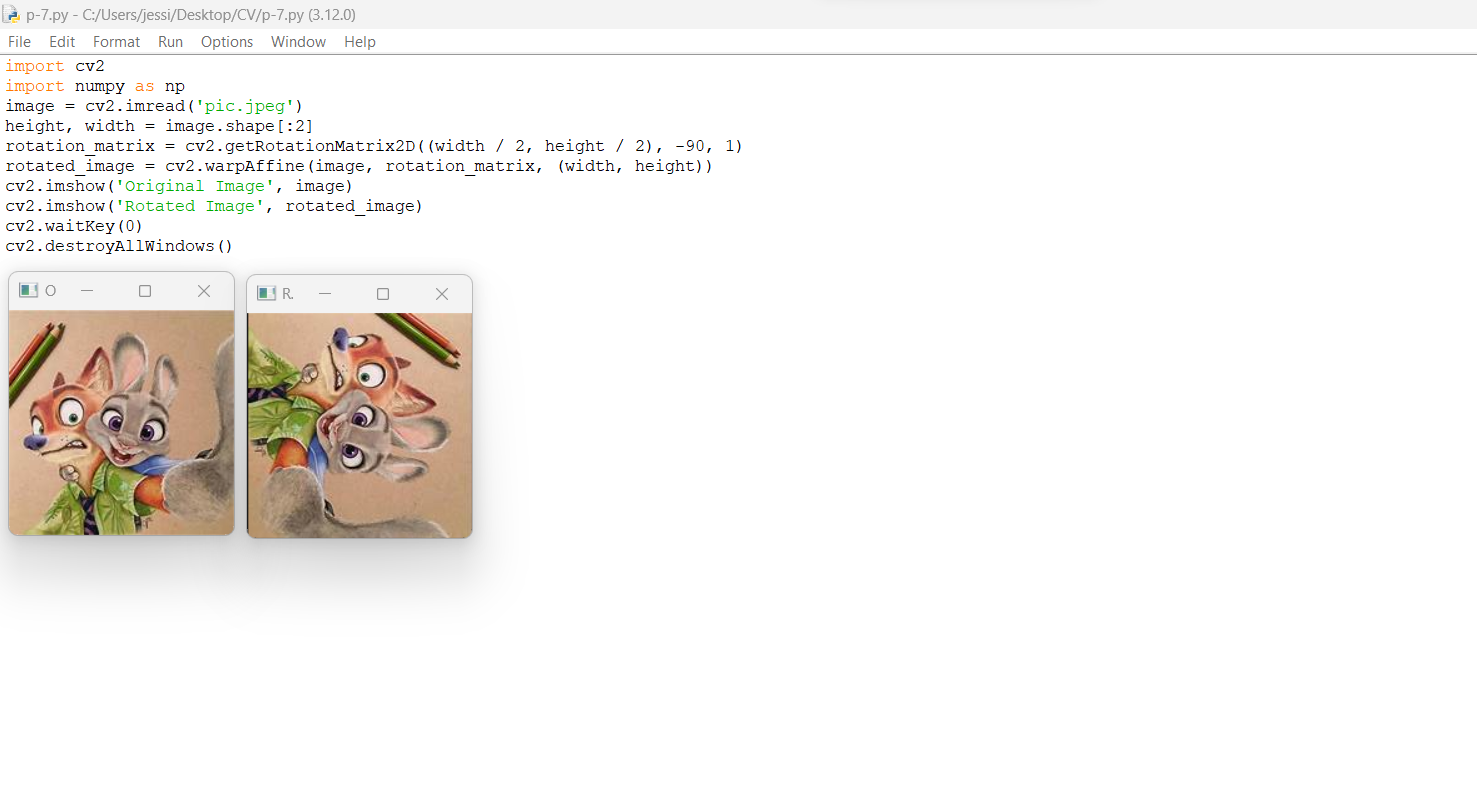 p-7.py - C:/Users/jessi/Desktop/CV/p-7.py (3.12.0)
File Edit Format Run Options Window Help
import cv2
import numpy as np
image = cv2.imread('pic.jpeg')
height, width = image.shape[:2]
rotation_matrix = cv2.getRotationMatrix2D((width / 2, height / 2), -90, 1)
rotated_image = cv2.warpAffine(image, rotation_matrix, (width, height))
cv2.imshow('Original Image', image)
cv2.imshow('Rotated Image', rotated_image)
cv2.waitKey(0)
cv2.destroyAllWindows()
O R.